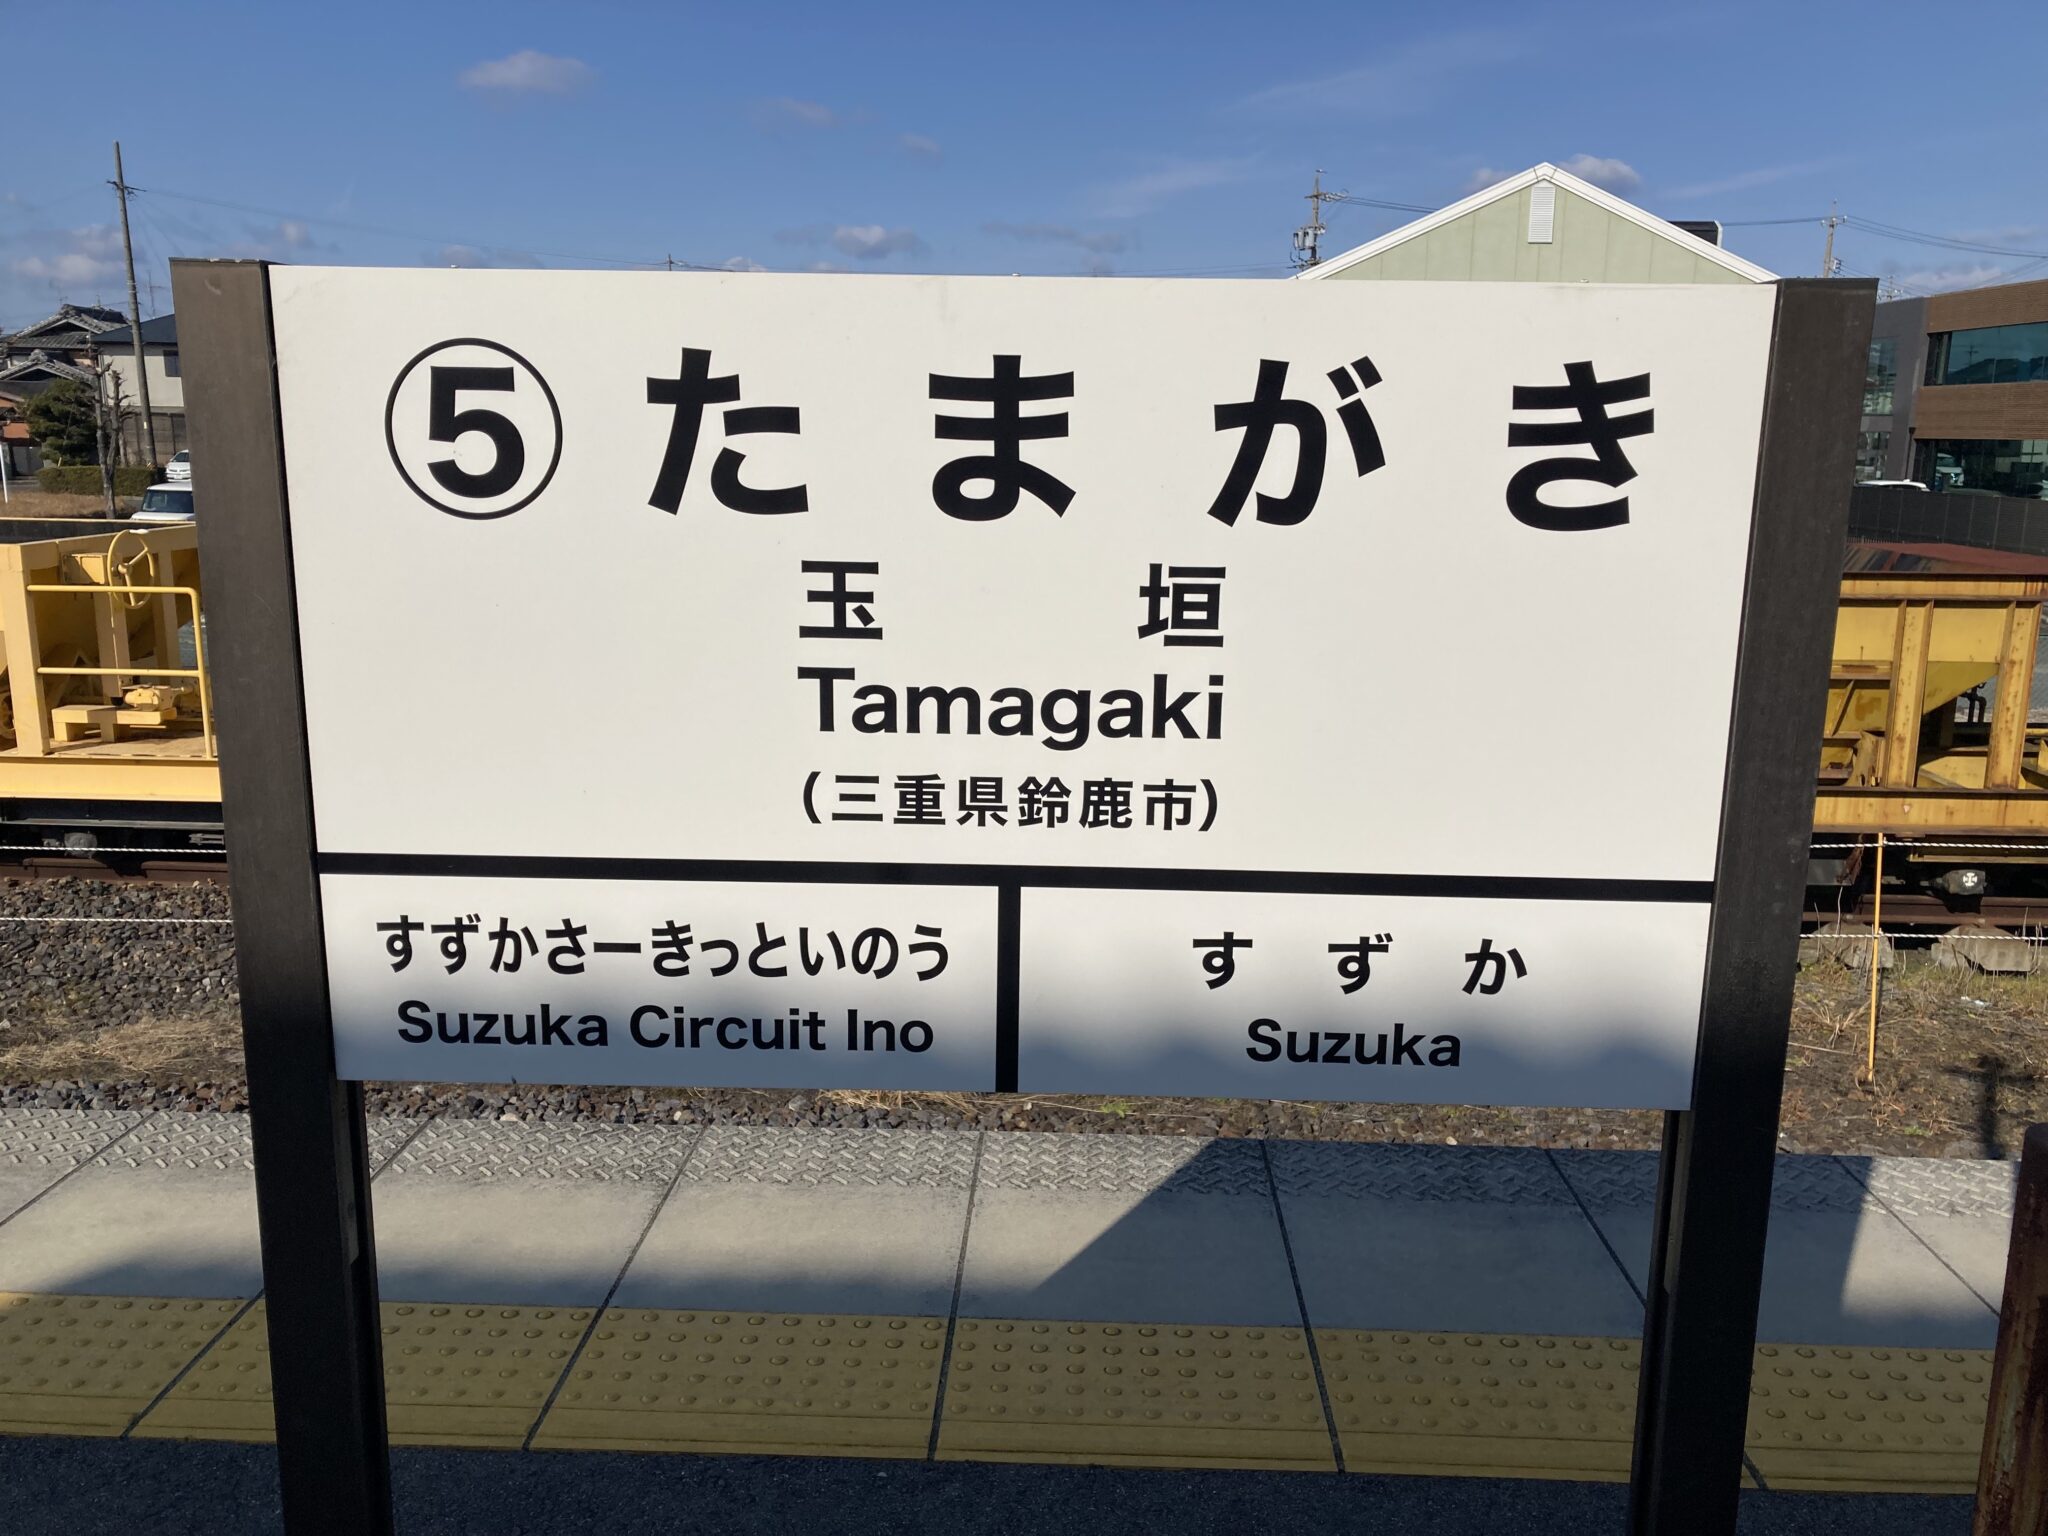 ⑤ たまがき
玉垣
Tamagaki
(三重県鈴鹿市)
すずかさーきっといのう
Suzuka Circuit Ino
すずか
Suzuka